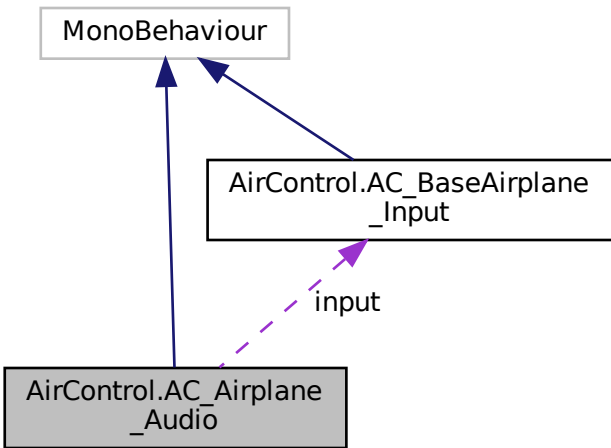 MonoBehaviour
AirControl.AC_BaseAirplane
_Input
input
AirControl.AC_Airplane
_Audio